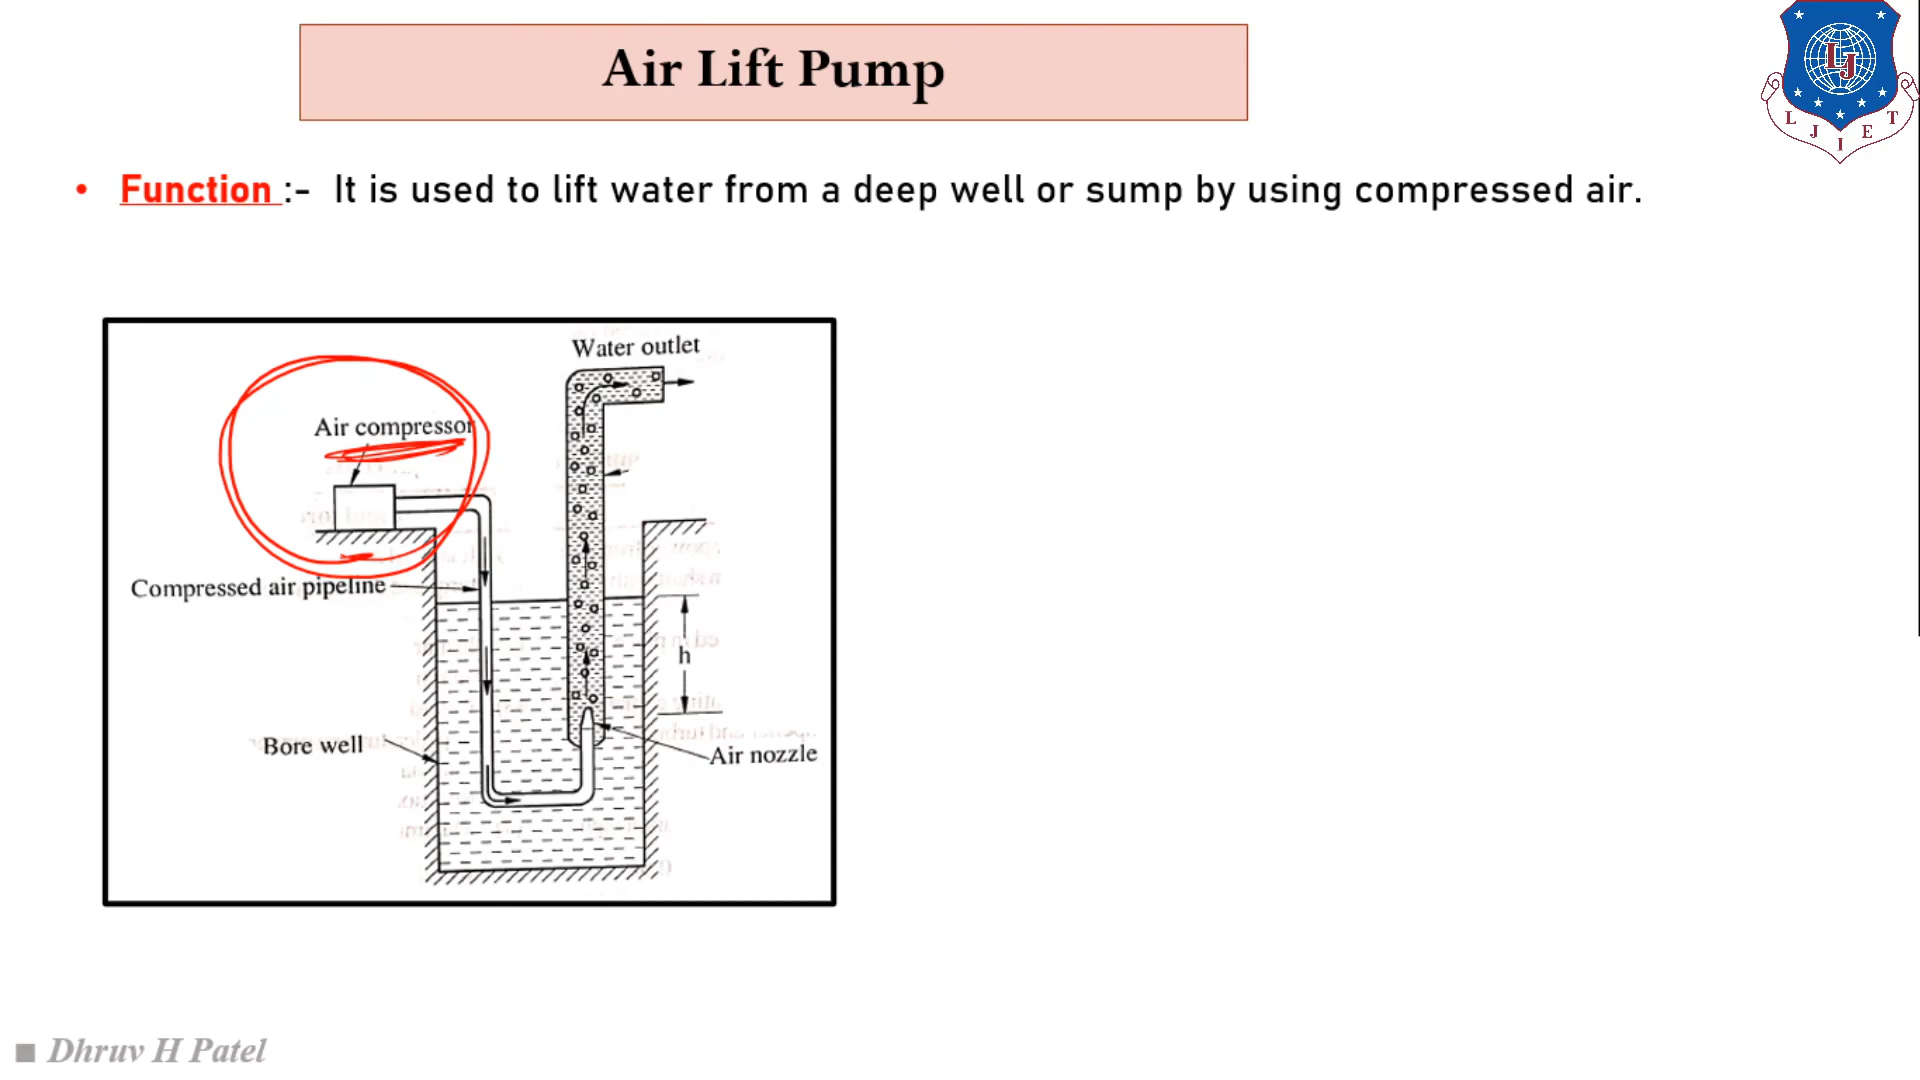 Air Lift Pump
LJ
L J I E T
• Function :- It is used to lift water from a deep well or sump by using compressed air.
Water outlet
Air compressor
Compressed air pipeline
h
Bore well
Air nozzle
Dhruv H Patel